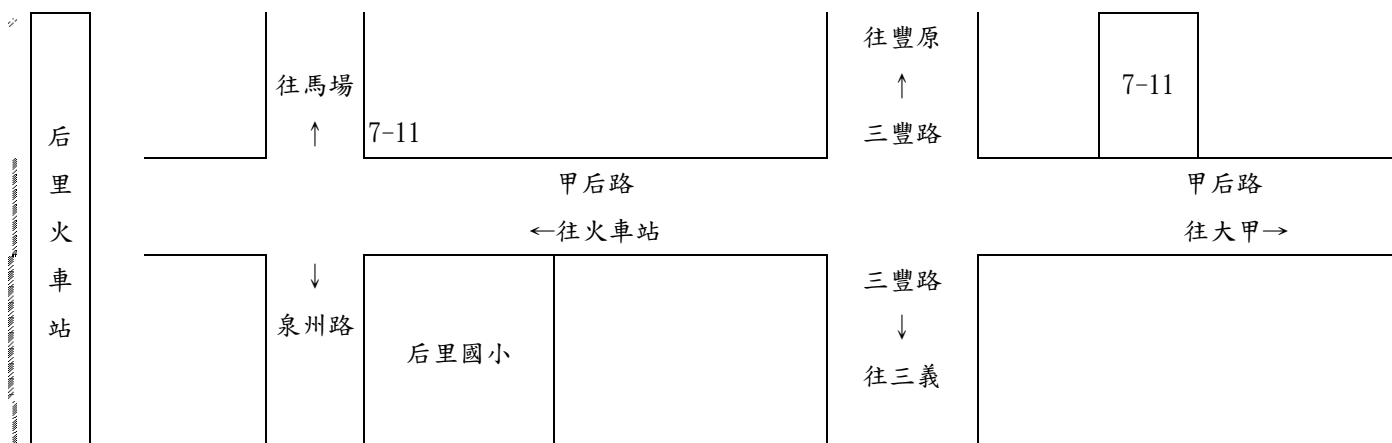 后里火車站
往馬場
↑
7-11
往豐原
↑
三豐路
7-11
甲后路
←往火車站
甲后路
往大甲→
↓
泉州路
后里國小
三豐路
↓
往三義